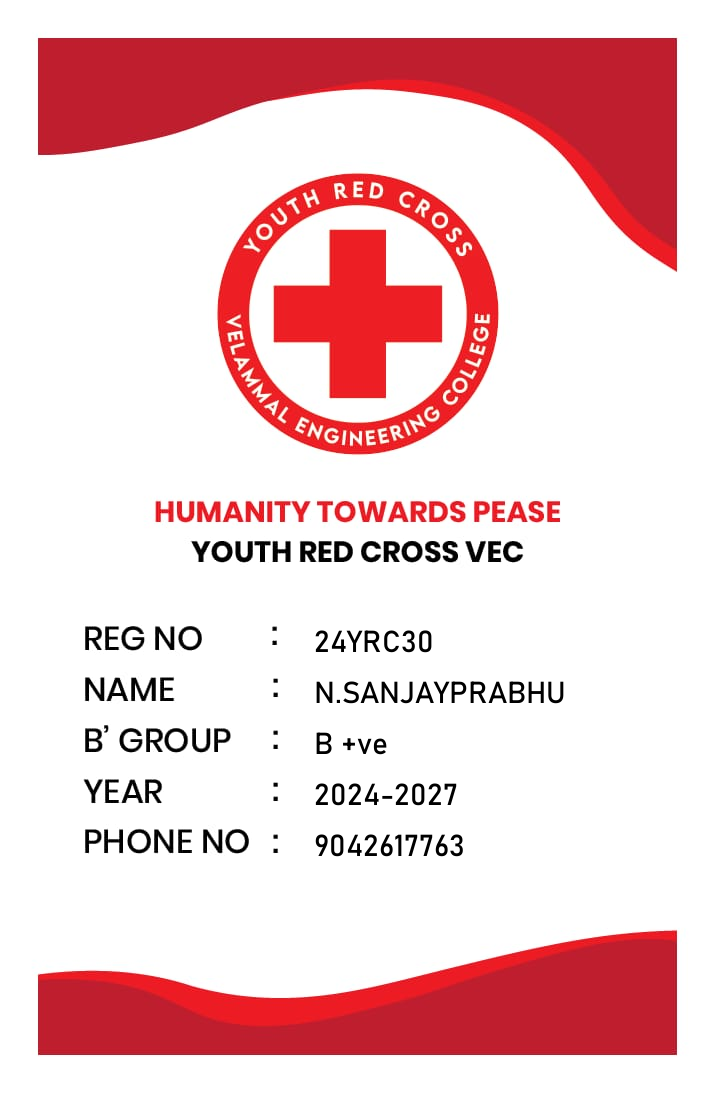 YOUTH RED CROSS
VELAMMAL ENGINEERING COLLEGE
HUMANITY TOWARDS PEASE
YOUTH RED CROSS VEC
REG NO : 24YRC30
NAME : N.SANJAYPRABHU
B' GROUP : B +ve
YEAR : 2024-2027
PHONE NO : 9042617763